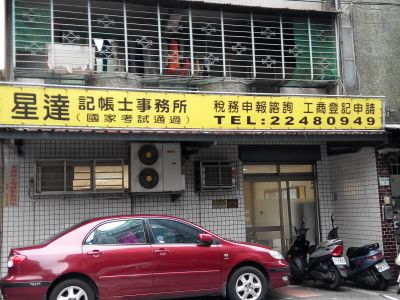 星達 記帳士事務所 稅務申報諮詢 工商登記申請
(國家考試通過) TEL:22480949